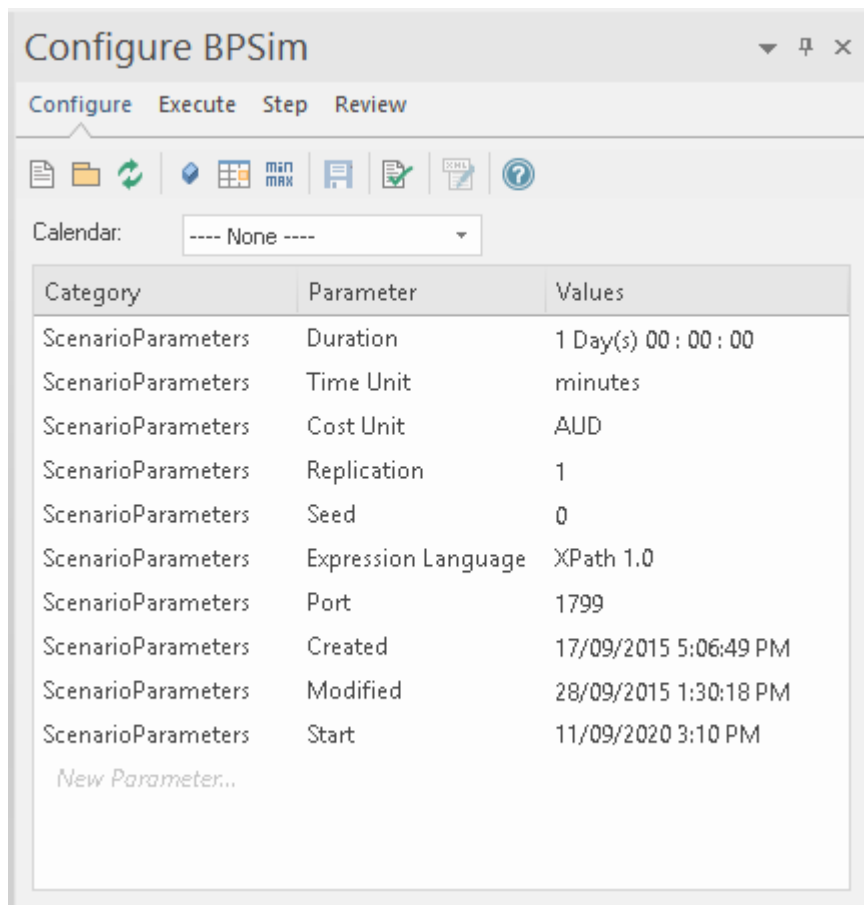 Configure BPSim
Configure Execute Step Review
min
max
XML
?
Calendar: ---- None ----
Category Parameter Values
ScenarioParameters Duration 1 Day(s) 00 : 00 : 00
ScenarioParameters Time Unit minutes
ScenarioParameters Cost Unit AUD
ScenarioParameters Replication 1
ScenarioParameters Seed 0
ScenarioParameters Expression Language XPath 1.0
ScenarioParameters Port 1799
ScenarioParameters Created 17/09/2015 5:06:49 PM
ScenarioParameters Modified 28/09/2015 1:30:18 PM
ScenarioParameters Start 11/09/2020 3:10 PM
New Parameter...